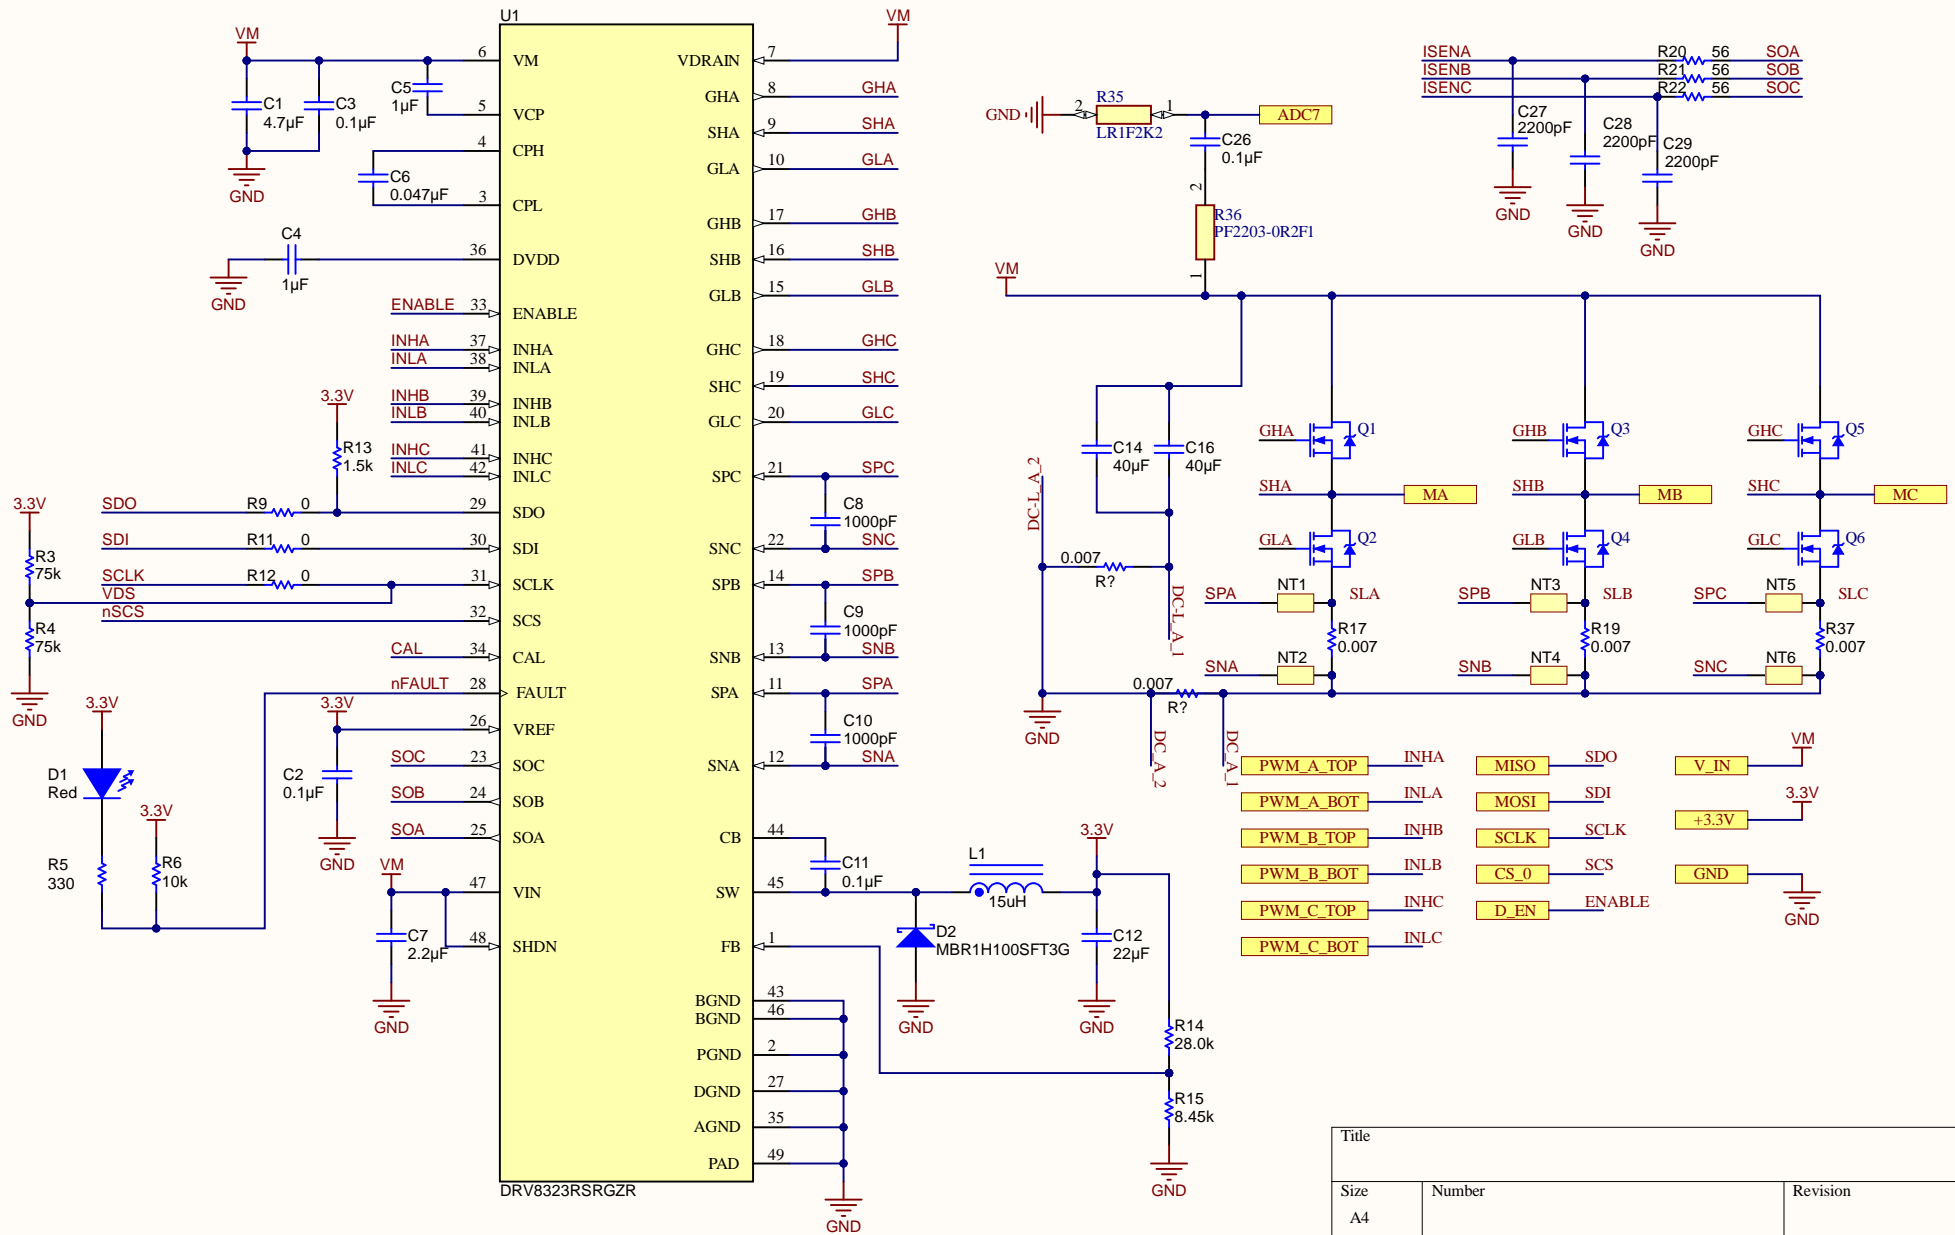 U1
VM
6
VM
C1
4.7µF
C3
0.1µF
C5
1µF
5
VCP
4
CPH
C6
0.047µF
3
CPL
GND
C4
1µF
GND
36
DVDD
ENABLE
33
ENABLE
INHA
37
INHA
INLA
38
INLA
INHB
39
INHB
INLB
40
INLB
INHC
41
INHC
INLC
42
INLC
3.3V
R13
1.5k
SDO
R9
0
29
SDO
SDI
R11
0
30
SDI
SCLK
R12
0
31
SCLK
VDS
nSCS
32
SCS
3.3V
R3
75k
R4
75k
GND
CAL
34
CAL
nFAULT
28
FAULT
3.3V
26
VREF
C2
0.1µF
GND
SOC
23
SOC
SOB
24
SOB
SOA
25
SOA
3.3V
D1
Red
3.3V
R5
330
R6
10k
VM
47
VIN
C7
2.2µF
48
SHDN
GND
DRV8323RSRGZR
VM
VDRAIN
7
GHA
8
GHA
SHA
9
SHA
GLA
10
GLA
GHB
17
GHB
SHB
16
SHB
GLB
15
GLB
GHC
18
GHC
SHC
19
SHC
GLC
20
GLC
SPC
21
SPC
C8
1000pF
SNC
22
SNC
SPB
14
SPB
C9
1000pF
SNB
13
SNB
SPA
11
SPA
C10
1000pF
SNA
12
SNA
CB
44
C11
0.1µF
SW
45
L1
15uH
3.3V
D2
MBR1H100SFT3G
C12
22µF
FB
1
GND
GND
BGND
43
BGND
46
PGND
2
DGND
27
AGND
35
PAD
49
GND
R14
28.0k
R15
8.45k
GND
GND
2
R35
1
LR1F2K2
ADC7
C26
0.1µF
2
R36
PF2203-0R2F1
1
VM
ISENA
R20
56
SOA
ISENB
R21
56
SOB
ISENC
R22
56
SOC
C27
2200pF
C28
2200pF
C29
2200pF
GND
GND
GND
C14
40µF
C16
40µF
DC-L_A_2
0.007
R?
DC-L_A_1
GHA
Q1
SHA
MA
GLA
Q2
SPA
NT1
SLA
R17
0.007
SNA
NT2
GHB
Q3
SHB
MB
GLB
Q4
SPB
NT3
SLB
R19
0.007
SNB
NT4
GHC
Q5
SHC
MC
GLC
Q6
SPC
NT5
SLC
R37
0.007
SNC
NT6
0.007
R?
GND
DC_A_2
DC_A_1
PWM_A_TOP
INHA
PWM_A_BOT
INLA
PWM_B_TOP
INHB
PWM_B_BOT
INLB
PWM_C_TOP
INHC
PWM_C_BOT
INLC
MISO
SDO
MOSI
SDI
SCLK
SCLK
CS_0
SCS
D_EN
ENABLE
V_IN
VM
+3.3V
3.3V
GND
GND
Title
Size
A4
Number
Revision